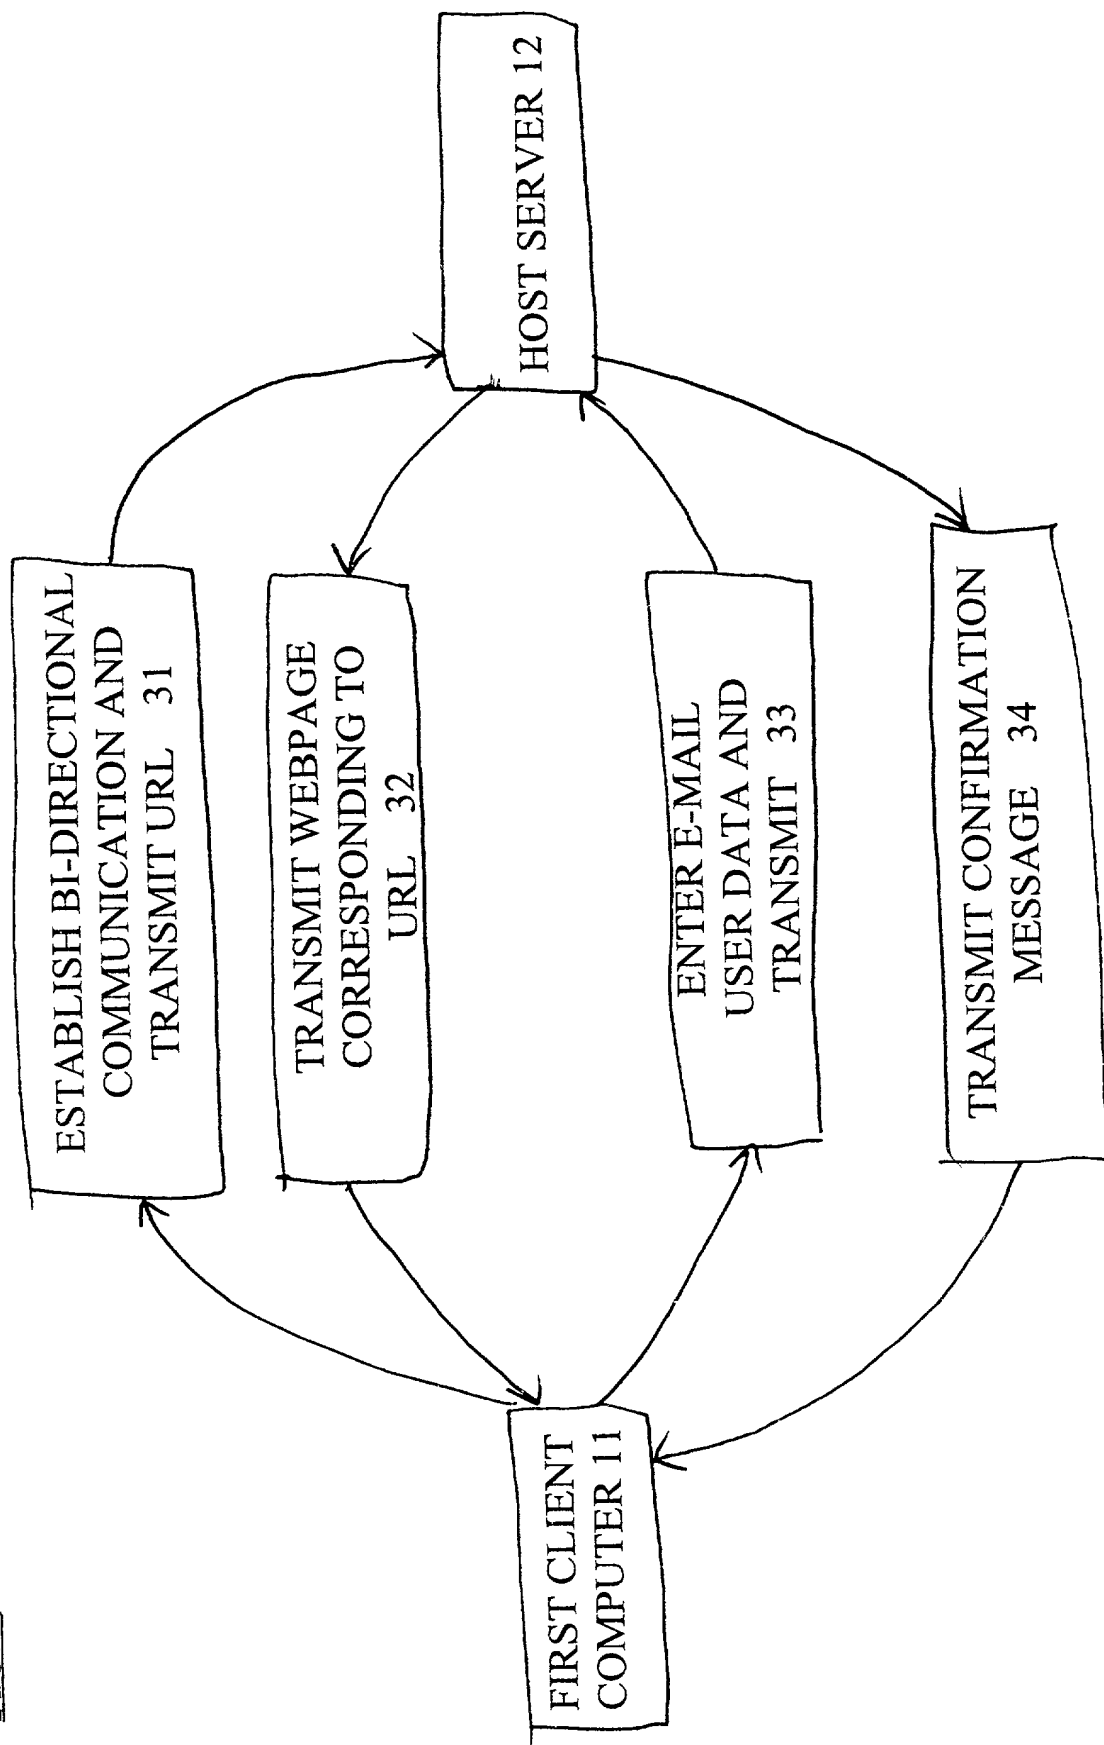 ESTABLISH BI-DIRECTIONAL
COMMUNICATION AND
TRANSMIT URL 31
TRANSMIT WEBPAGE
CORRESPONDING TO
URL 32
FIRST CLIENT
COMPUTER 11
HOST SERVER 12
ENTER E-MAIL
USER DATA AND
TRANSMIT 33
TRANSMIT CONFIRMATION
MESSAGE 34